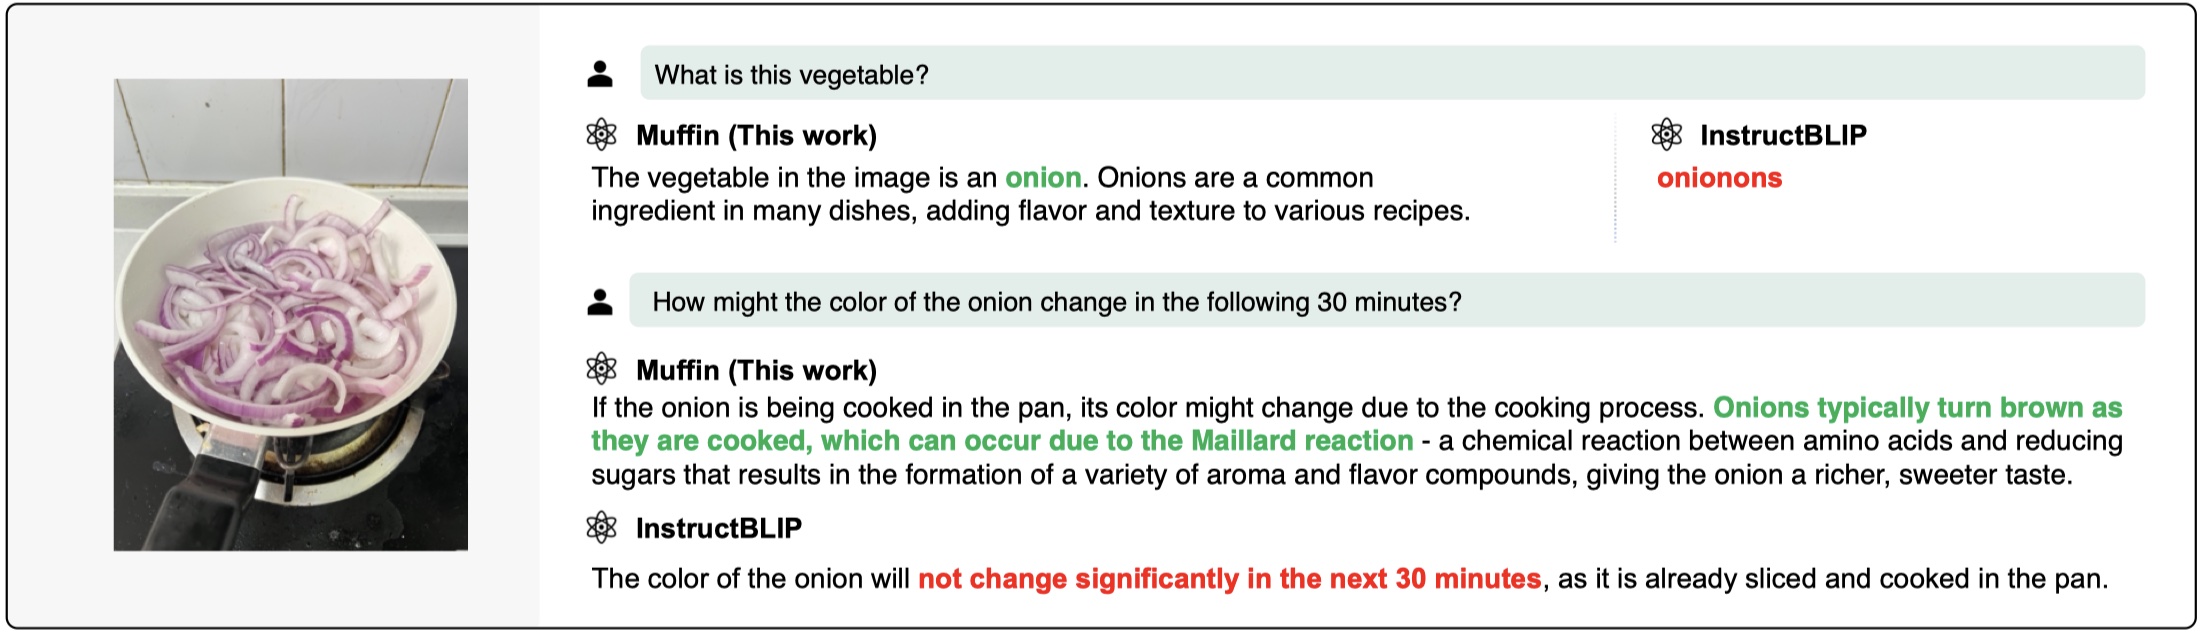 What is this vegetable?
Muffin (This work)
The vegetable in the image is an onion. Onions are a common
ingredient in many dishes, adding flavor and texture to various recipes.
InstructBLIP
onionons
How might the color of the onion change in the following 30 minutes?
Muffin (This work)
If the onion is being cooked in the pan, its color might change due to the cooking process. Onions typically turn brown as
they are cooked, which can occur due to the Maillard reaction - a chemical reaction between amino acids and reducing
sugars that results in the formation of a variety of aroma and flavor compounds, giving the onion a richer, sweeter taste.
InstructBLIP
The color of the onion will not change significantly in the next 30 minutes, as it is already sliced and cooked in the pan.